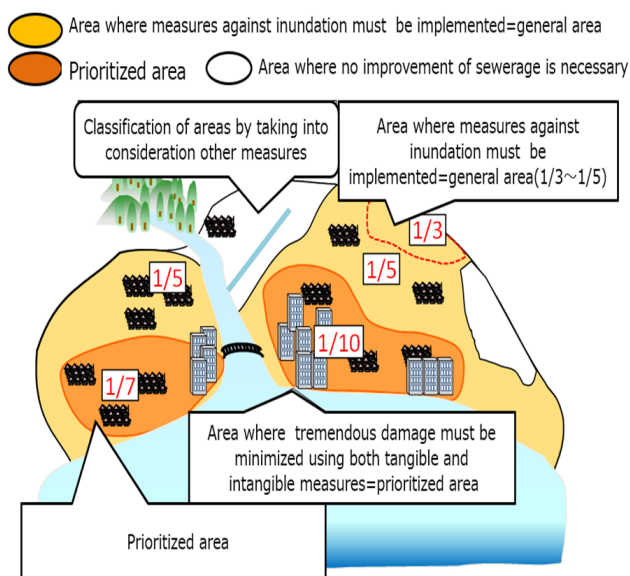 Area where measures against inundation must be implemented=general area
Prioritized area
Area where no improvement of sewerage is necessary
Classification of areas by taking into
consideration other measures
Area where measures against
inundation must be
implemented=general area(1/3~1/5)
1/3
1/5
1/5
1/10
1/7
Area where tremendous damage must be
minimized using both tangible and
intangible measures=prioritized area
Prioritized area